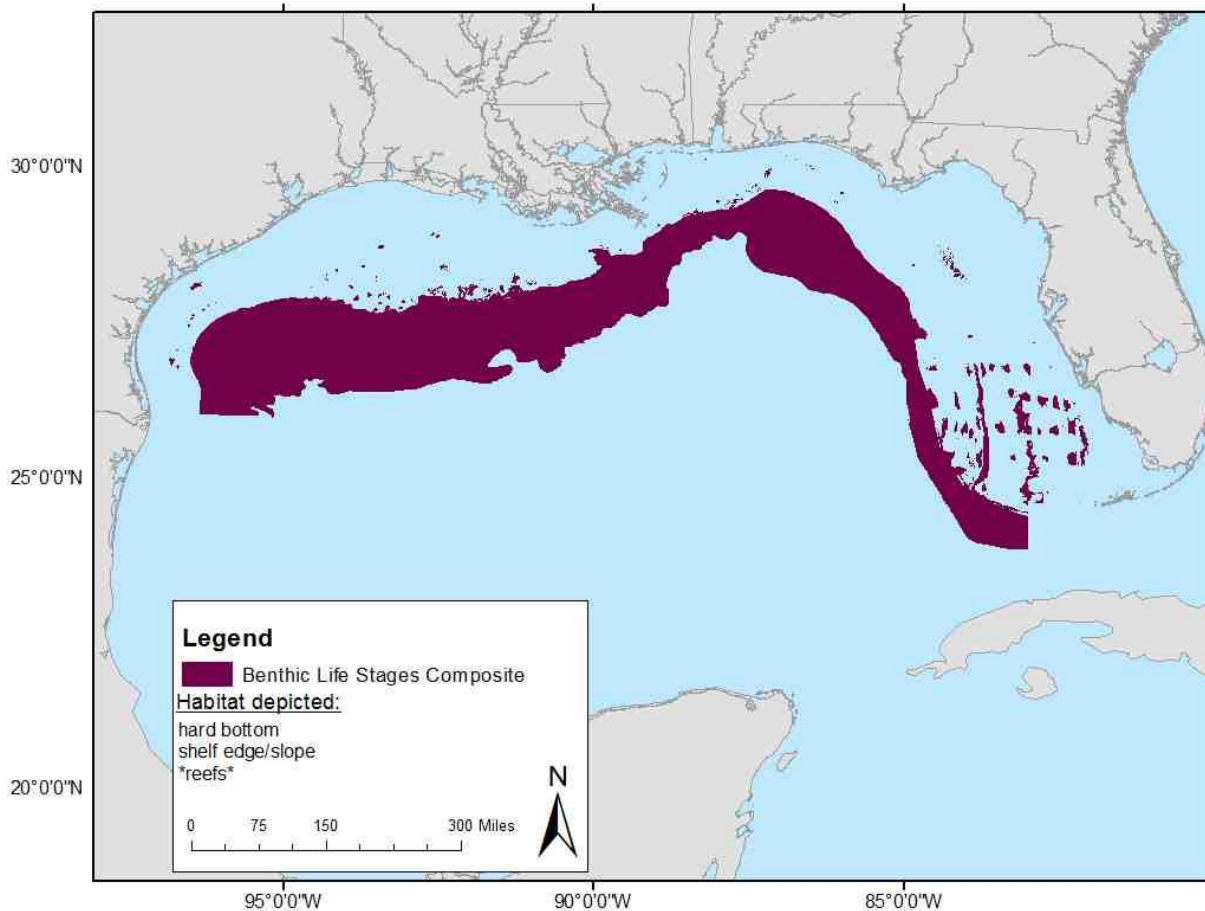 30°0'0"N
25°0'0"N
20°0'0"N
Legend
Benthic Life Stages Composite
Habitat depicted:
hard bottom
shelf edge/slope
*reefs*
N
0 75 150 300 Miles
95°0'0"W 90°0'0"W 85°0'0"W